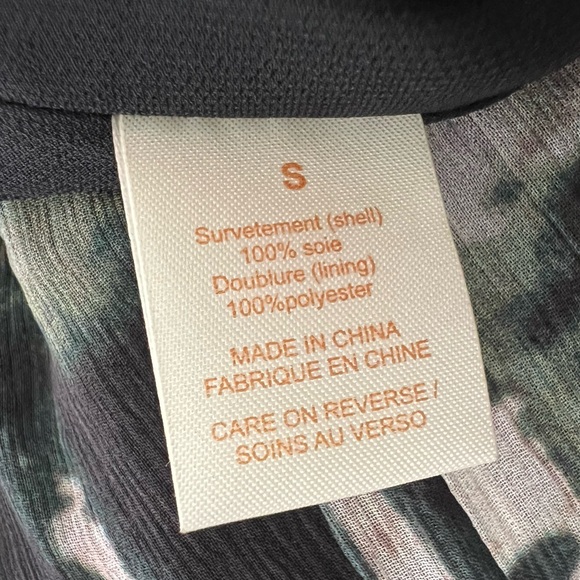 S
Survetement (shell)
100% soie
Doublure (lining)
100%polyester
MADE IN CHINA
FABRIQUE EN CHINE
CARE ON REVERSE /
SOINS AU VERSO